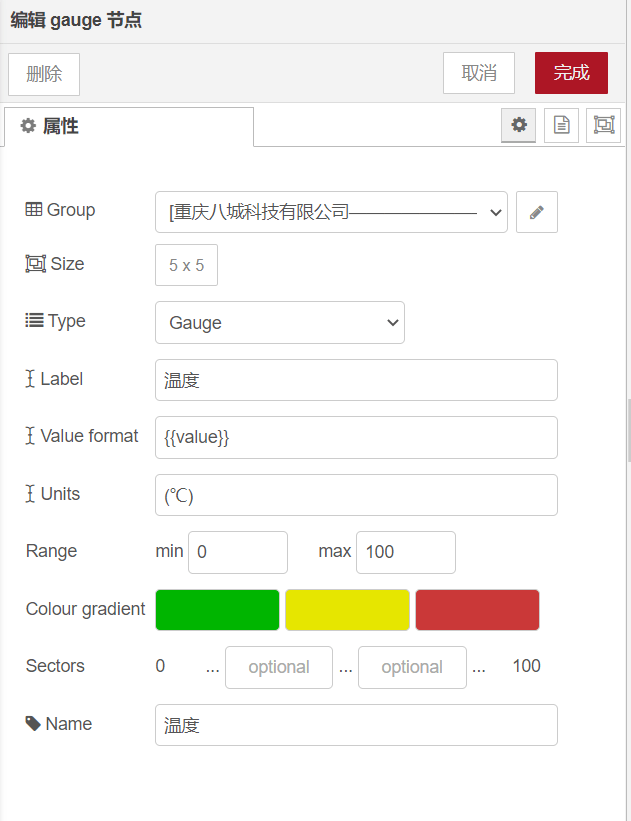 编辑 gauge 节点
删除 取消 完成
属性
Group [重庆八城科技有限公司————————
Size 5 x 5
Type Gauge
Label 温度
Value format {{value}}
Units (℃)
Range min 0 max 100
Colour gradient
Sectors 0 ... optional ... optional ... 100
Name 温度